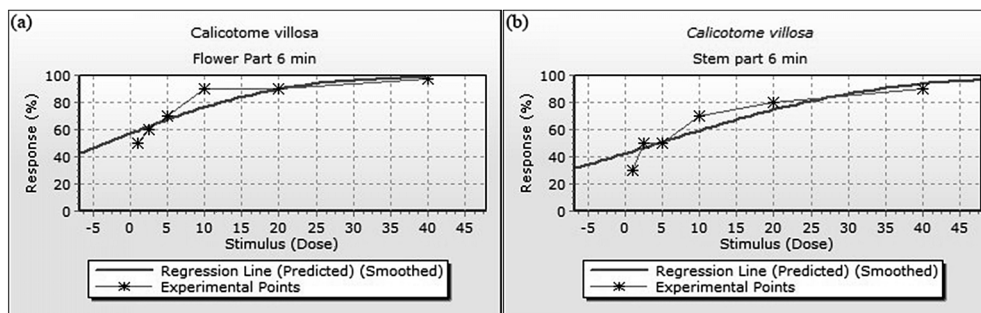 (a)
Calicotome villosa
Flower Part 6 min
Response (%)
100
80
60
40
20
0
-5 0 5 10 15 20 25 30 35 40 45
Stimulus (Dose)
Regression Line (Predicted) (Smoothed)
Experimental Points
(b)
Calicotome villosa
Stem part 6 min
Response (%)
100
80
60
40
20
0
-5 0 5 10 15 20 25 30 35 40 45
Stimulus (Dose)
Regression Line (Predicted) (Smoothed)
Experimental Points